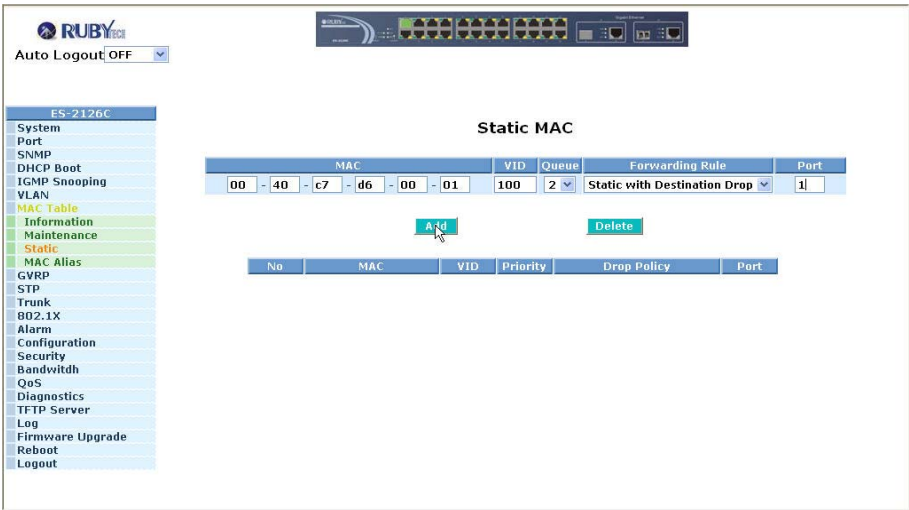 RUBYTECH
Auto Logout OFF
ES-2126C
System
Port
SNMP
DHCP Boot
IGMP Snooping
VLAN
MAC Table
Information
Maintenance
Static
MAC Alias
GVRP
STP
Trunk
802.1X
Alarm
Configuration
Security
Bandwitdh
QoS
Diagnostics
TFTP Server
Log
Firmware Upgrade
Reboot
Logout
Static MAC
MAC VID Queue Forwarding Rule Port
00 - 40 - c7 - d6 - 00 - 01 100 2 Static with Destination Drop 1
Add Delete
No MAC VID Priority Drop Policy Port